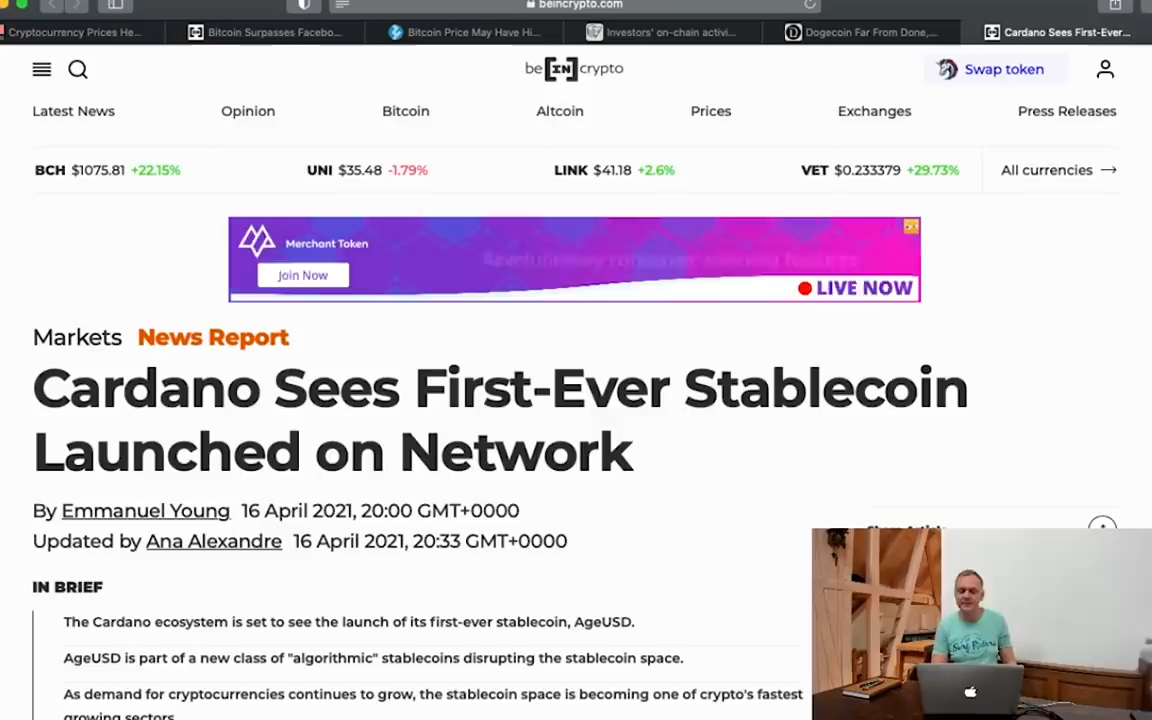 beincrypto.com
Cryptocurrency Prices He...
Bitcoin Surpasses Facebo...
Bitcoin Price May Have Hi...
Investors' on-chain activi...
Dogecoin Far From Done,...
Cardano Sees First-Ever...
be[IN]crypto
Swap token
Latest News
Opinion
Bitcoin
Altcoin
Prices
Exchanges
Press Releases
BCH $1075.81 +22.15%
UNI $35.48 -1.79%
LINK $41.18 +2.6%
VET $0.233379 +29.73%
All currencies →
Merchant Token
Join Now
LIVE NOW
Markets News Report
Cardano Sees First-Ever Stablecoin
Launched on Network
By Emmanuel Young 16 April 2021, 20:00 GMT+0000
Updated by Ana Alexandre 16 April 2021, 20:33 GMT+0000
IN BRIEF
The Cardano ecosystem is set to see the launch of its first-ever stablecoin, AgeUSD.
AgeUSD is part of a new class of "algorithmic" stablecoins disrupting the stablecoin space.
As demand for cryptocurrencies continues to grow, the stablecoin space is becoming one of crypto's fastest
growing sectors